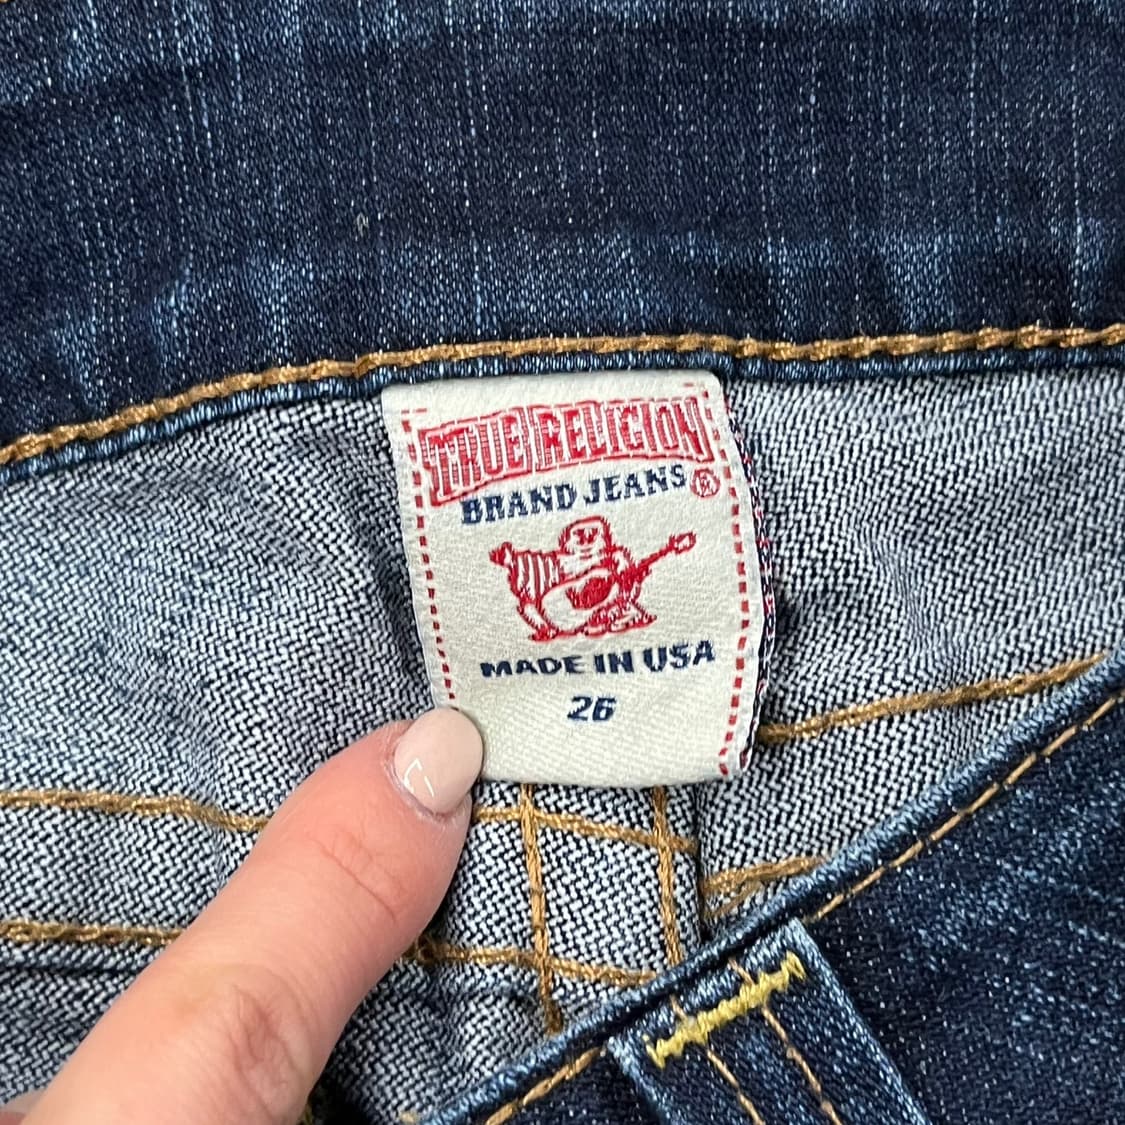 TRUE RELIGION
BRAND JEANS®
MADE IN USA
26